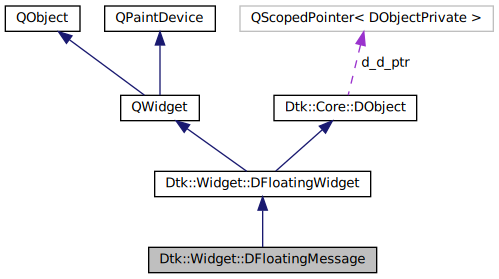 QObject
QPaintDevice
QScopedPointer< DObjectPrivate >
d_d_ptr
QWidget
Dtk::Core::DObject
Dtk::Widget::DFloatingWidget
Dtk::Widget::DFloatingMessage